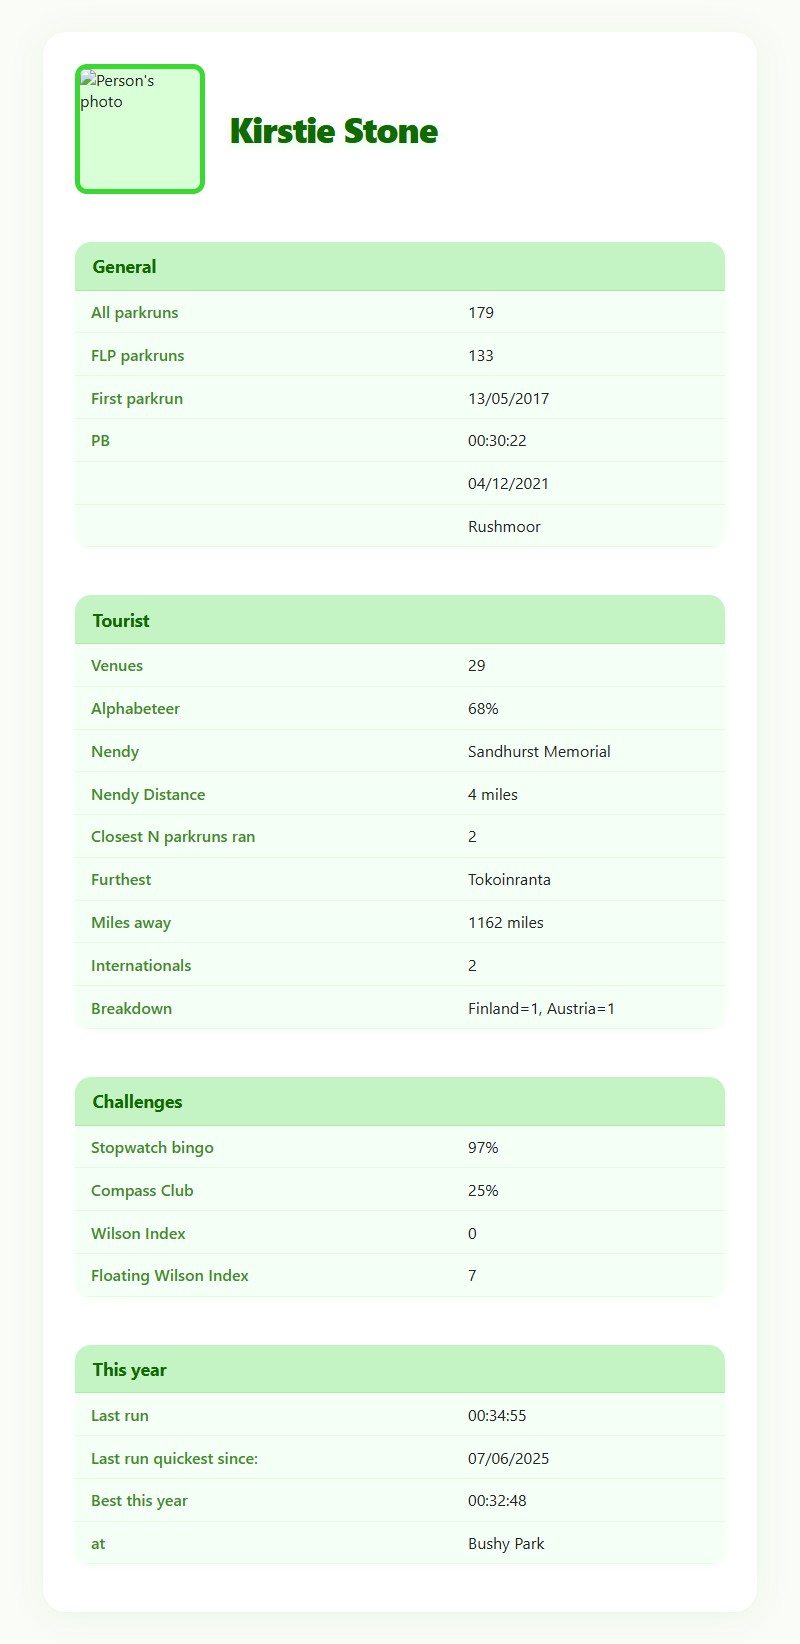 Person's
photo
Kirstie Stone
General
All parkruns 179
FLP parkruns 133
First parkrun 13/05/2017
PB 00:30:22
04/12/2021
Rushmoor
Tourist
Venues 29
Alphabeteer 68%
Nendy Sandhurst Memorial
Nendy Distance 4 miles
Closest N parkruns ran 2
Furthest Tokoinranta
Miles away 1162 miles
Internationals 2
Breakdown Finland=1, Austria=1
Challenges
Stopwatch bingo 97%
Compass Club 25%
Wilson Index 0
Floating Wilson Index 7
This year
Last run 00:34:55
Last run quickest since: 07/06/2025
Best this year 00:32:48
at Bushy Park